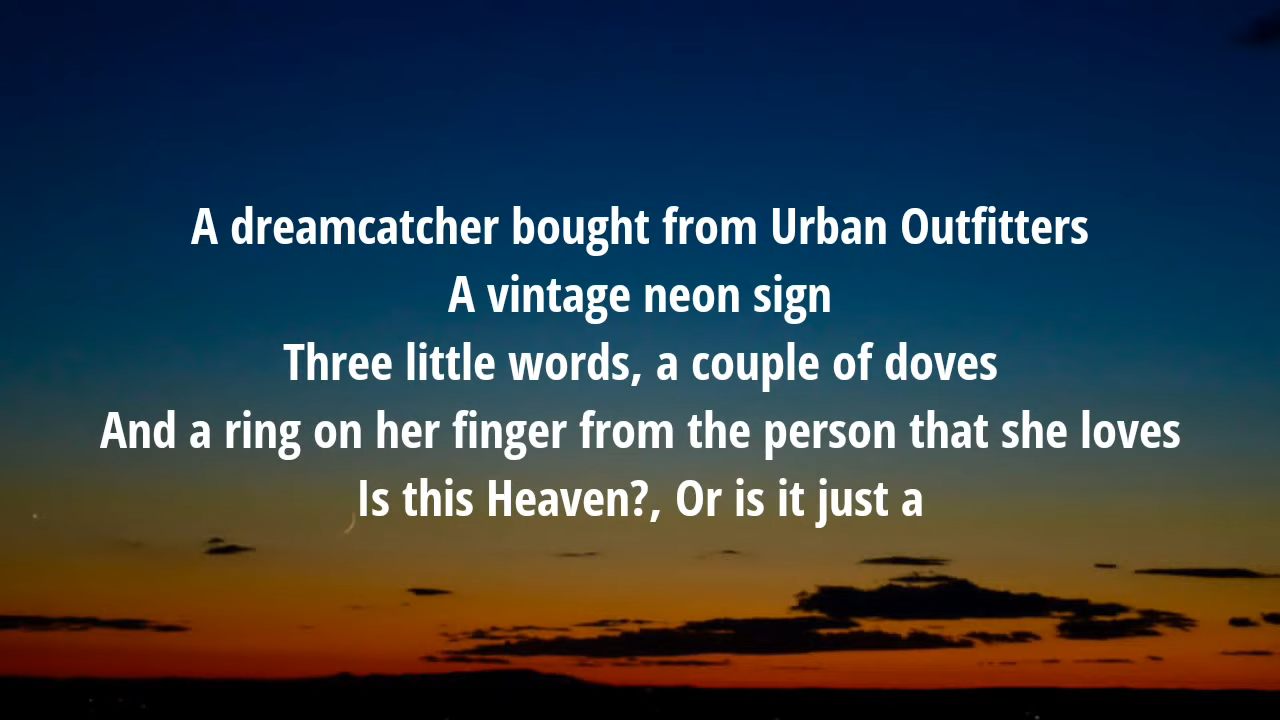 A dreamcatcher bought from Urban Outfitters
A vintage neon sign
Three little words, a couple of doves
And a ring on her finger from the person that she loves
Is this Heaven?, Or is it just a